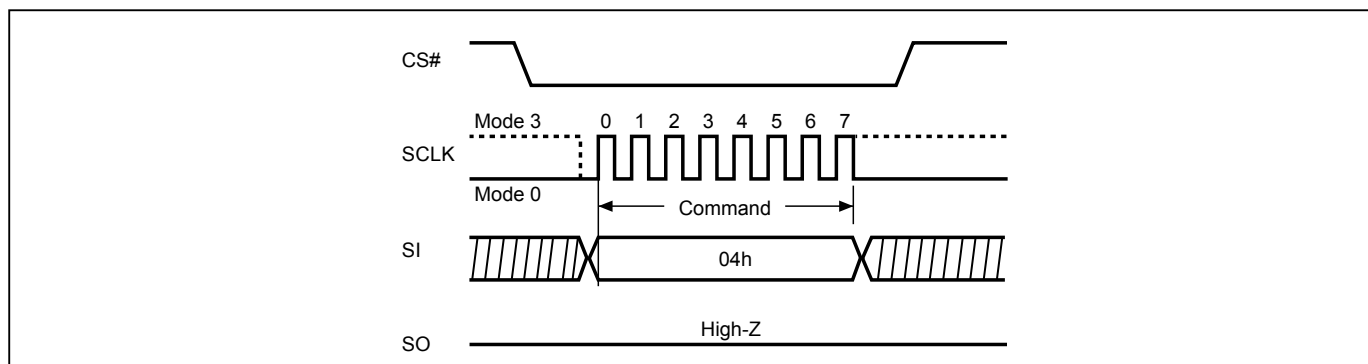 CS#
Mode 3 0 1 2 3 4 5 6 7
SCLK
Mode 0
Command
SI
04h
High-Z
SO